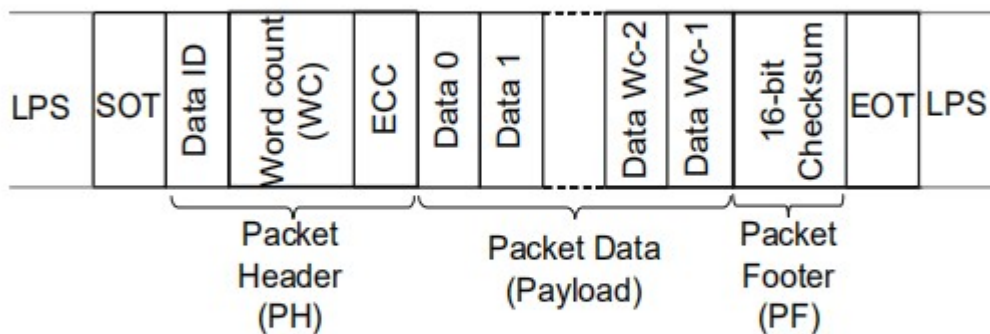 LPS
SOT
Data ID
Word count
(WC)
ECC
Data 0
Data 1
Data Wc-2
Data Wc-1
16-bit
Checksum
EOT
LPS
Packet
Header
(PH)
Packet Data
(Payload)
Packet
Footer
(PF)